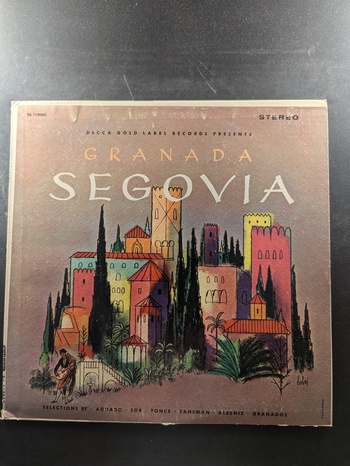 STEREO
DECCA GOLD LABEL RECORDS PRESENTS
GRANADA
SEGOVIA
SELECTIONS BY AGUADO · SOR · PONCE · TANSMAN · ALBENIZ · GRANADOS